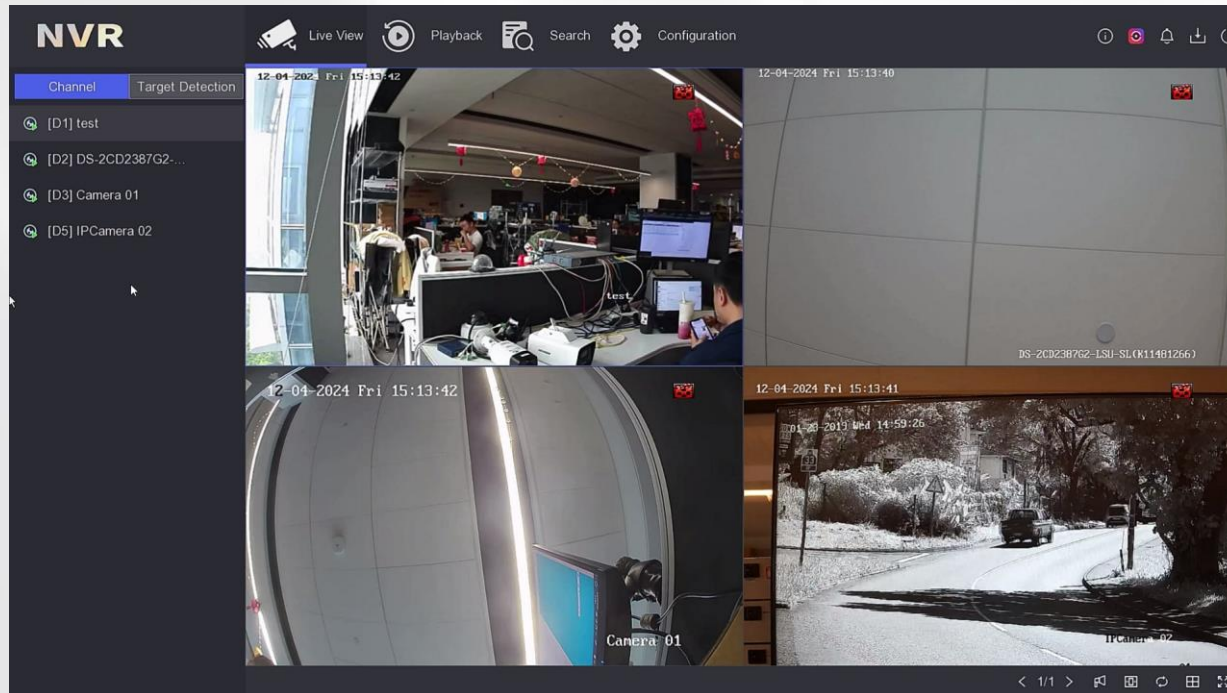 NVR
Live View
Playback
Search
Configuration
Channel
Target Detection
[D1] test
[D2] DS-2CD2387G2-...
[D3] Camera 01
[D5] IPCamera 02
12-04-2024 Fri 15:13:42
test
12-04-2024 Fri 15:13:40
DS-2CD2387G2-LSU-SL(K11481266)
12-04-2024 Fri 15:13:42
Camera 01
12-04-2024 Fri 15:13:41
01-23-2019 Wed 14:59:26
IPCamera 02
1/1